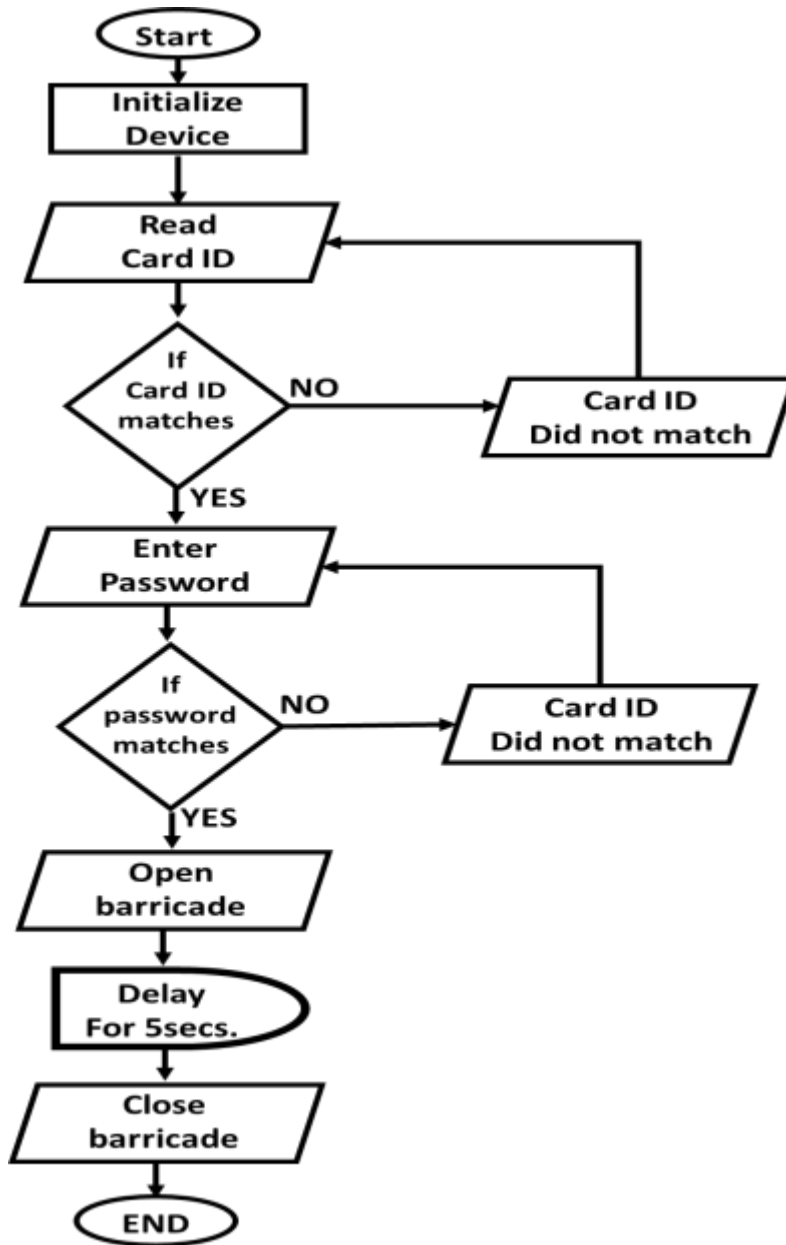 Start
Initialize
Device
Read
Card ID
If
Card ID
matches
NO
Card ID
Did not match
YES
Enter
Password
If
password
matches
NO
Card ID
Did not match
YES
Open
barricade
Delay
For 5secs.
Close
barricade
END